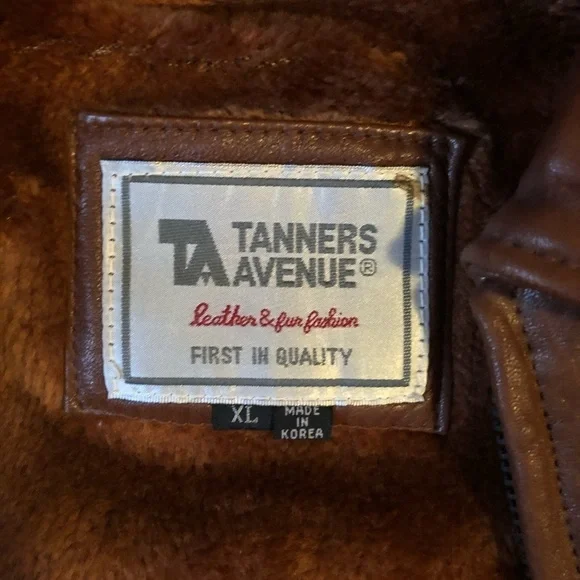 TA TANNERS
AVENUE®
leather & fur fashion
FIRST IN QUALITY
XL
MADE
IN
KOREA